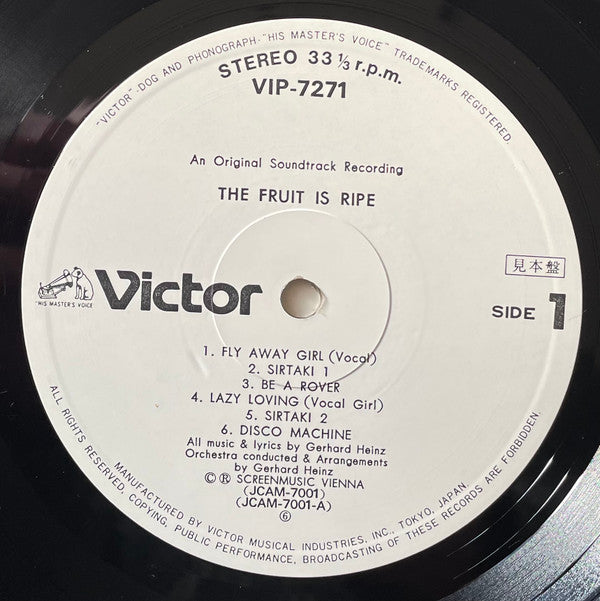 "VICTOR"-DOG AND PHONOGRAPH-"HIS MASTER'S VOICE" TRADEMARKS REGISTERED.
STEREO 33 ⅓ r.p.m.
VIP-7271
An Original Soundtrack Recording
THE FRUIT IS RIPE
見本盤
"HIS MASTER'S VOICE"
Victor
SIDE 1
1. FLY AWAY GIRL (Vocal)
2. SIRTAKI 1
3. BE A ROVER
4. LAZY LOVING (Vocal Girl)
5. SIRTAKI 2
6. DISCO MACHINE
All music & lyrics by Gerhard Heinz
Orchestra conducted & Arrangements
by Gerhard Heinz
Ⓒ Ⓡ SCREENMUSIC VIENNA
(JCAM-7001)
(JCAM-7001-A)
⑥
MANUFACTURED BY VICTOR MUSICAL INDUSTRIES, INC., TOKYO, JAPAN.
ALL RIGHTS RESERVED, COPYING, PUBLIC PERFORMANCE, BROADCASTING OF THESE RECORDS ARE FORBIDDEN.